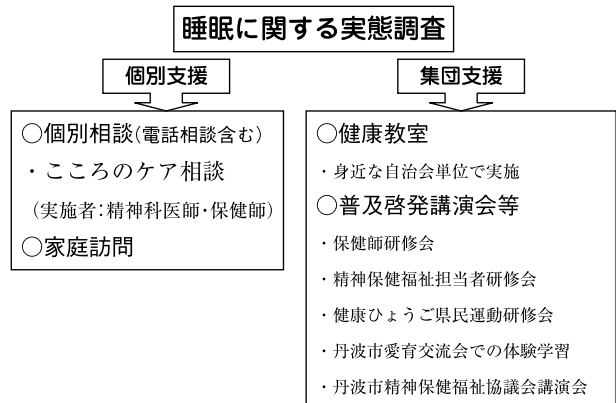 睡眠に関する実態調査
個別支援
○個別相談(電話相談含む)
・こころのケア相談
(実施者:精神科医師・保健師)
○家庭訪問
集団支援
○健康教室
・身近な自治会単位で実施
○普及啓発講演会等
・保健師研修会
・精神保健福祉担当者研修会
・健康ひょうご県民運動研修会
・丹波市愛育交流会での体験学習
・丹波市精神保健福祉協議会講演会